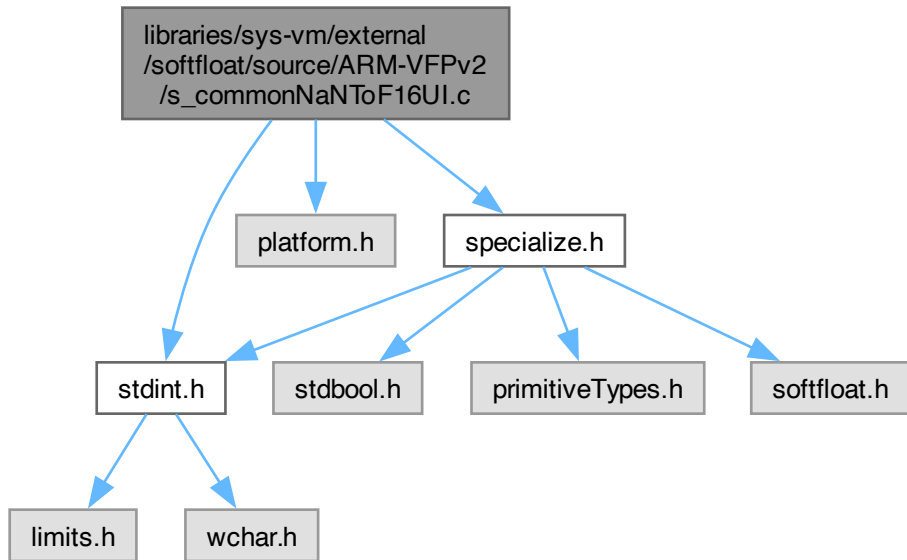 libraries/sys-vm/external
/softfloat/source/ARM-VFPv2
/s_commonNaNToF16UI.c
platform.h
specialize.h
stdint.h
stdbool.h
primitiveTypes.h
softfloat.h
limits.h
wchar.h